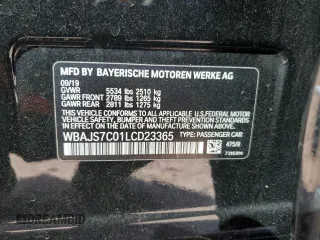 MFD BY BAYERISCHE MOTOREN WERKE AG
09/19
GVWR 5534 lbs 2510 kg
GAWR FRONT 2789 lbs 1265 kg
GAWR REAR 2811 lbs 1275 kg
THIS VEHICLE CONFORMS TO ALL APPLICABLE U.S. FEDERAL MOTOR
VEHICLE SAFETY, BUMPER AND THEFT PREVENTION STANDARDS IN
EFFECT ON THE DATE OF MANUFACTURE SHOWN ABOVE.
WBAJS7C01LCD23365 TYPE: PASSENGER CAR
475/II